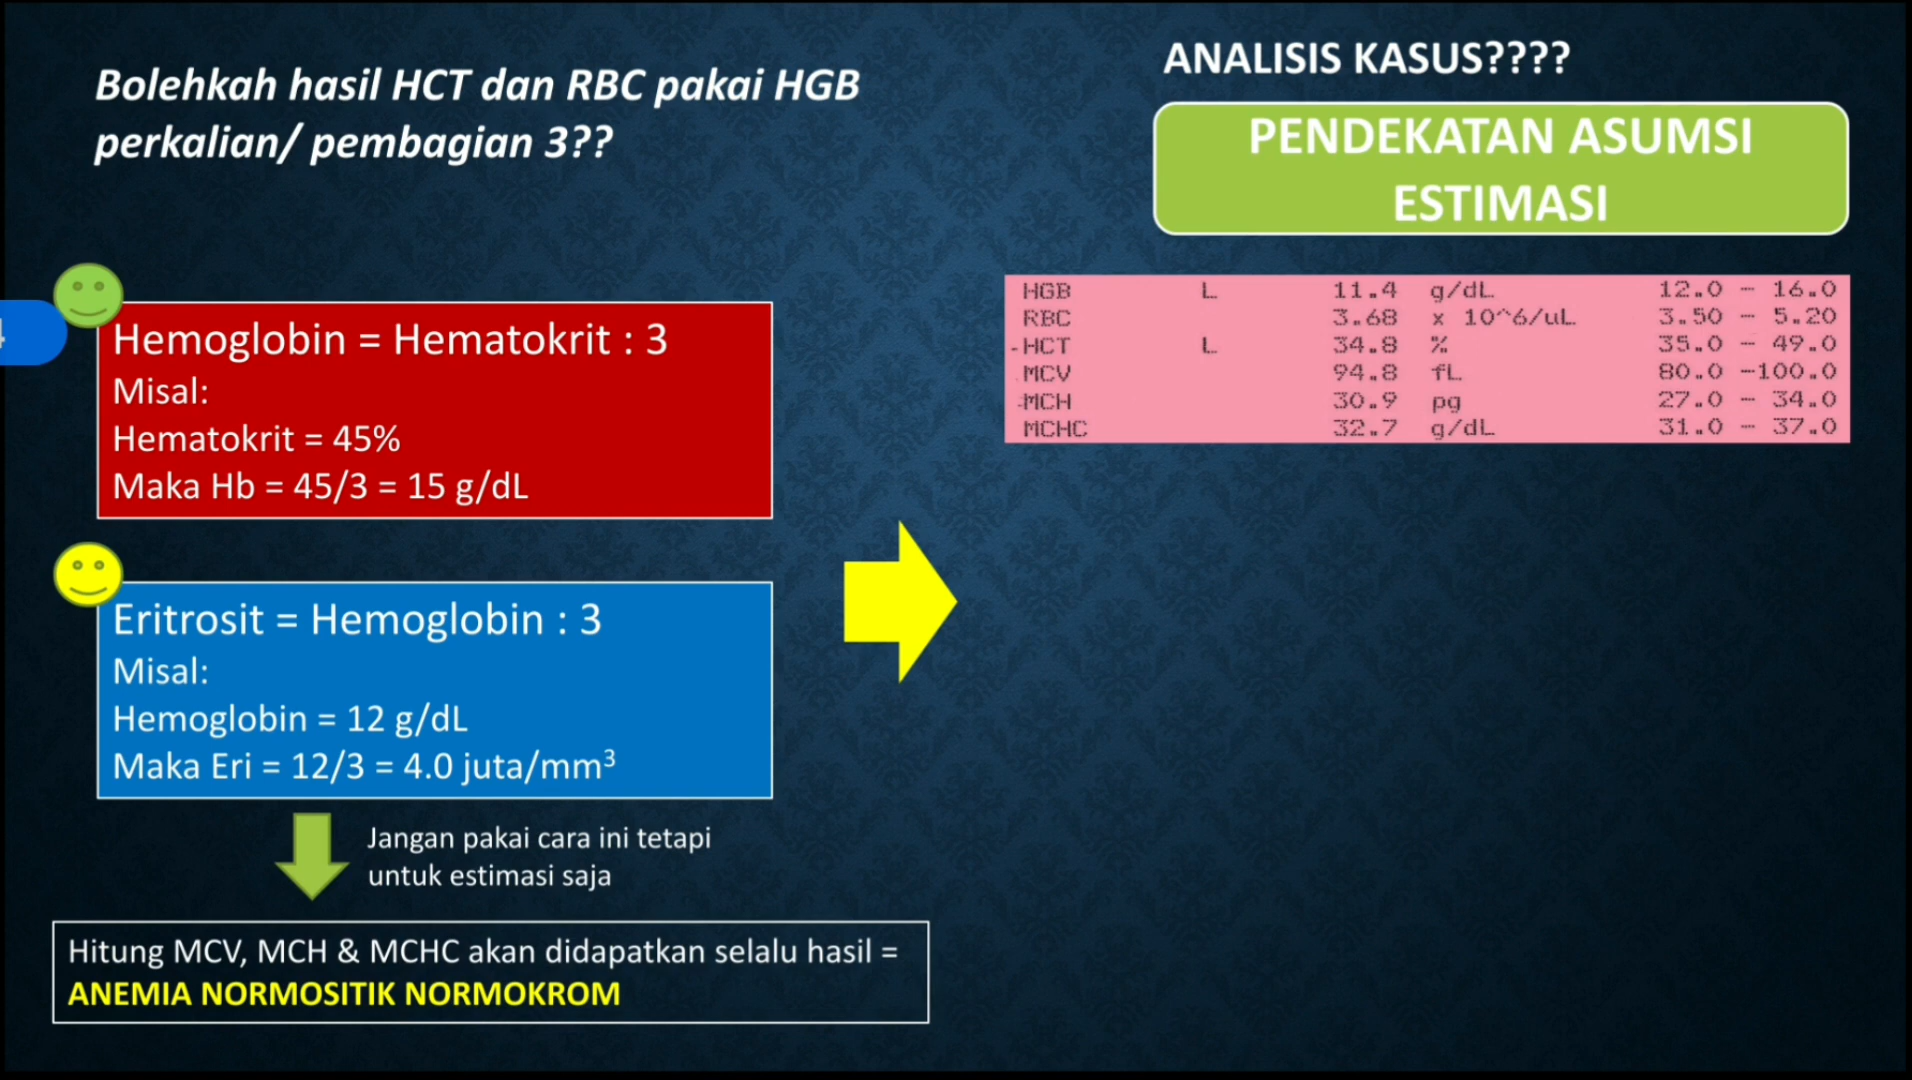 Bolehkah hasil HCT dan RBC pakai HGB
perkalian/ pembagian 3??
ANALISIS KASUS????
PENDEKATAN ASUMSI
ESTIMASI
Hemoglobin = Hematokrit : 3
Misal:
Hematokrit = 45%
Maka Hb = 45/3 = 15 g/dL
HGB L 11.4 g/dL 12.0 - 16.0
RBC 3.68 x 10^6/uL 3.50 - 5.20
-HCT L 34.8 % 35.0 - 49.0
MCV 94.8 fL 80.0 -100.0
-MCH 30.9 pg 27.0 - 34.0
MCHC 32.7 g/dL 31.0 - 37.0
Eritrosit = Hemoglobin : 3
Misal:
Hemoglobin = 12 g/dL
Maka Eri = 12/3 = 4.0 juta/mm³
Jangan pakai cara ini tetapi
untuk estimasi saja
Hitung MCV, MCH & MCHC akan didapatkan selalu hasil =
ANEMIA NORMOSITIK NORMOKROM